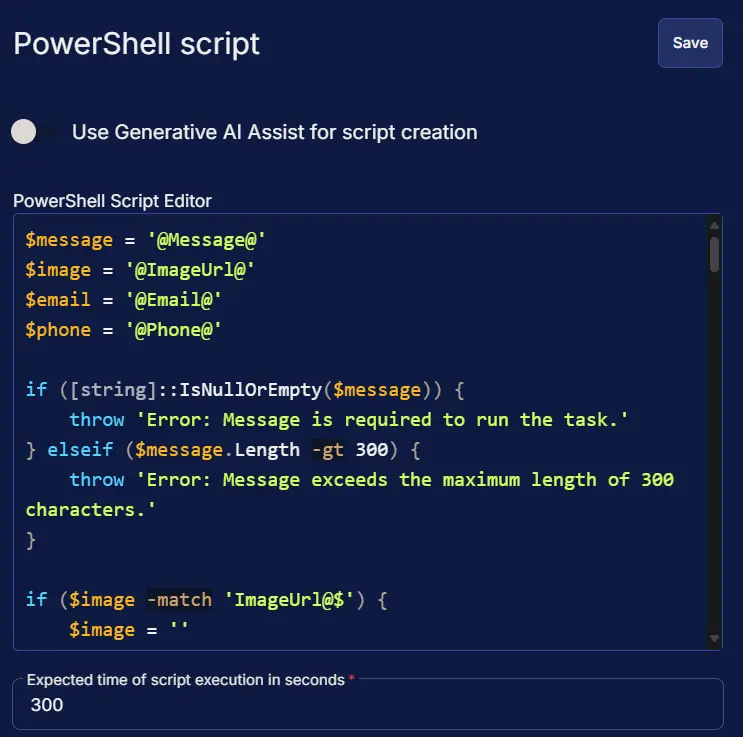 PowerShell script
Save
Use Generative AI Assist for script creation
PowerShell Script Editor
$message = '@Message@'
$image = '@ImageUrl@'
$email = '@Email@'
$phone = '@Phone@'
if ([string]::IsNullOrEmpty($message)) {
    throw 'Error: Message is required to run the task.'
} elseif ($message.Length -gt 300) {
    throw 'Error: Message exceeds the maximum length of 300
characters.'
}
if ($image -match 'ImageUrl@$') {
    $image = ''
Expected time of script execution in seconds *
300